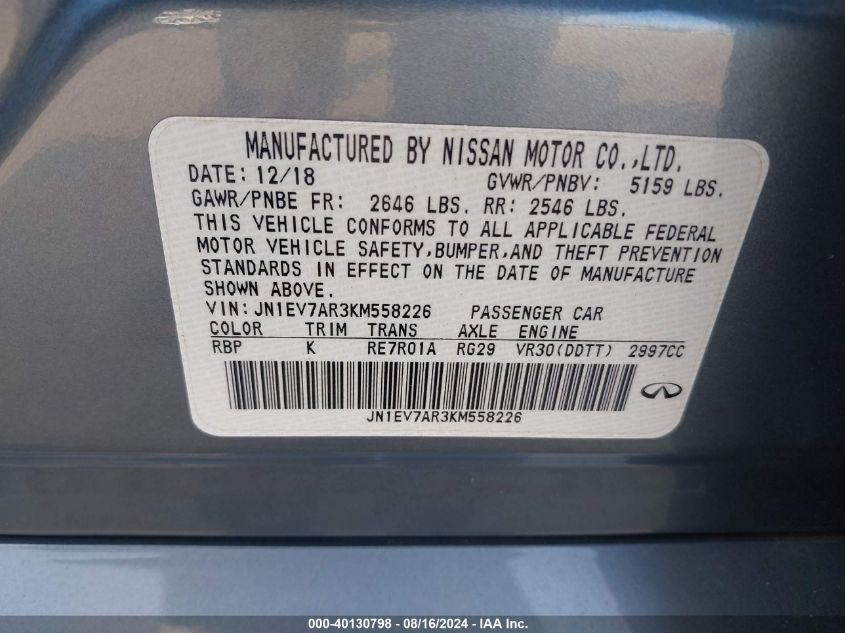 MANUFACTURED BY NISSAN MOTOR CO.,LTD.
DATE: 12/18 GVWR/PNBV: 5159 LBS.
GAWR/PNBE FR: 2646 LBS. RR: 2546 LBS.
THIS VEHICLE CONFORMS TO ALL APPLICABLE FEDERAL
MOTOR VEHICLE SAFETY,BUMPER,AND THEFT PREVENTION
STANDARDS IN EFFECT ON THE DATE OF MANUFACTURE
SHOWN ABOVE.
VIN:JN1EV7AR3KM558226 PASSENGER CAR
COLOR TRIM TRANS AXLE ENGINE
RBP K RE7R01A RG29 VR30(DDTT) 2997CC
JN1EV7AR3KM558226
000-40130798 - 08/16/2024 - IAA Inc.